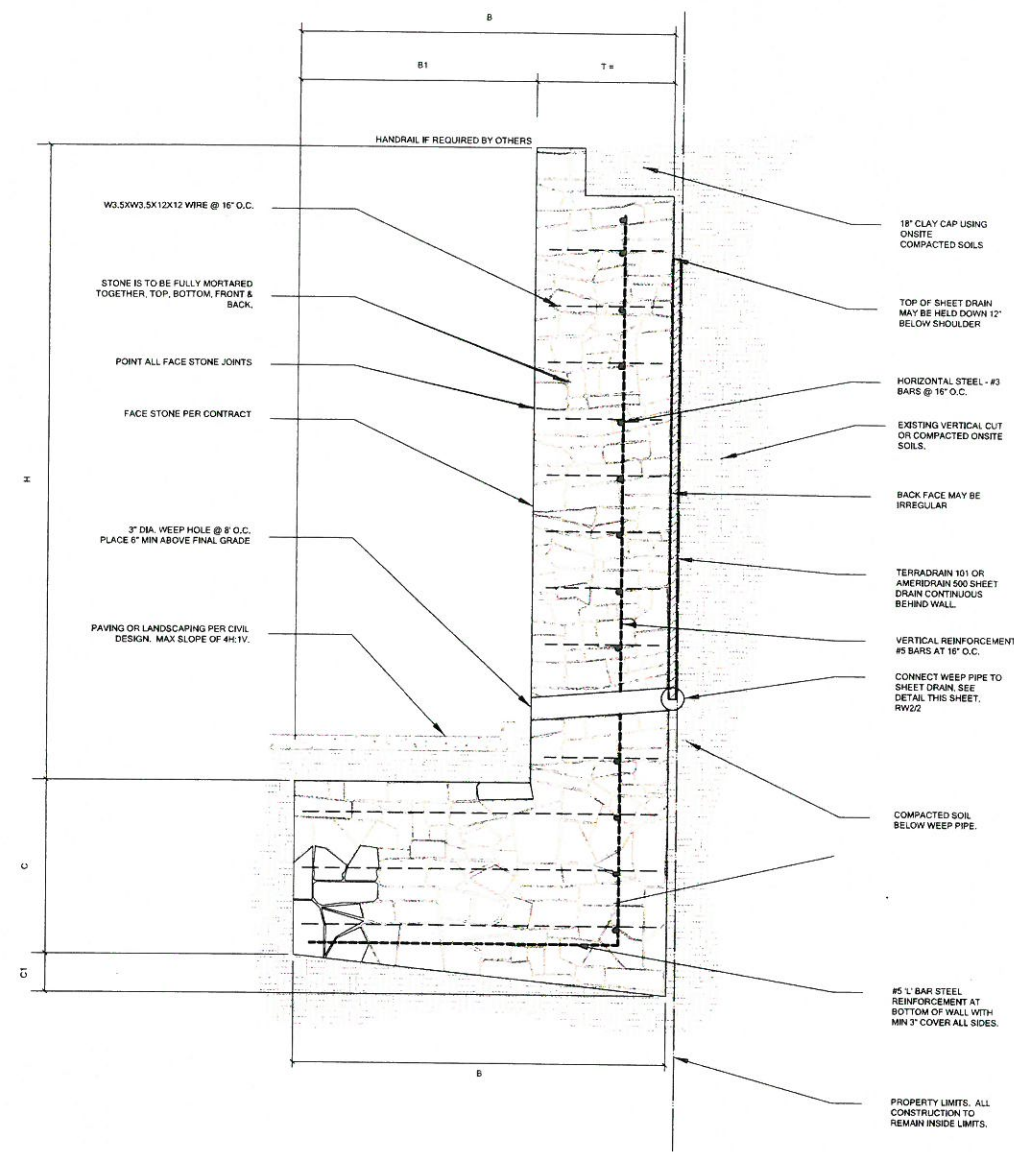 B
B1
T =
HANDRAIL IF REQUIRED BY OTHERS
W3.5XW3.5X12X12 WIRE @ 16" O.C.
STONE IS TO BE FULLY MORTARED
TOGETHER, TOP, BOTTOM, FRONT &
BACK.
POINT ALL FACE STONE JOINTS
FACE STONE PER CONTRACT
H
3" DIA. WEEP HOLE @ 8' O.C.
PLACE 6" MIN ABOVE FINAL GRADE
PAVING OR LANDSCAPING PER CIVIL
DESIGN. MAX SLOPE OF 4H:1V.
C
C1
B
18" CLAY CAP USING
ONSITE
COMPACTED SOILS
TOP OF SHEET DRAIN
MAY BE HELD DOWN 12"
BELOW SHOULDER
HORIZONTAL STEEL - #3
BARS @ 16" O.C.
EXISTING VERTICAL CUT
OR COMPACTED ONSITE
SOILS.
BACK FACE MAY BE
IRREGULAR
TERRADRAIN 101 OR
AMERIDRAIN 500 SHEET
DRAIN CONTINUOUS
BEHIND WALL.
VERTICAL REINFORCEMENT
#5 BARS AT 16" O.C.
CONNECT WEEP PIPE TO
SHEET DRAIN. SEE
DETAIL THIS SHEET.
RW2/2
COMPACTED SOIL
BELOW WEEP PIPE.
#5 'L' BAR STEEL
REINFORCEMENT AT
BOTTOM OF WALL WITH
MIN 3" COVER ALL SIDES.
PROPERTY LIMITS. ALL
CONSTRUCTION TO
REMAIN INSIDE LIMITS.